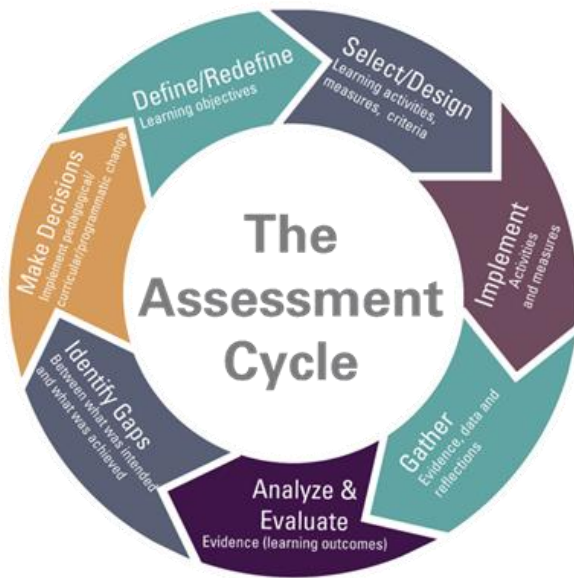 The
Assessment
Cycle
Define/Redefine
Learning objectives
Select/Design
Learning activities,
measures, criteria
Implement
Activities
and measures
Gather
Evidence, data and
reflections
Analyze &
Evaluate
Evidence (learning outcomes)
Identify Gaps
Between what was intended
and what was achieved
Make Decisions
Implement pedagogical/
curricular/programmatic change